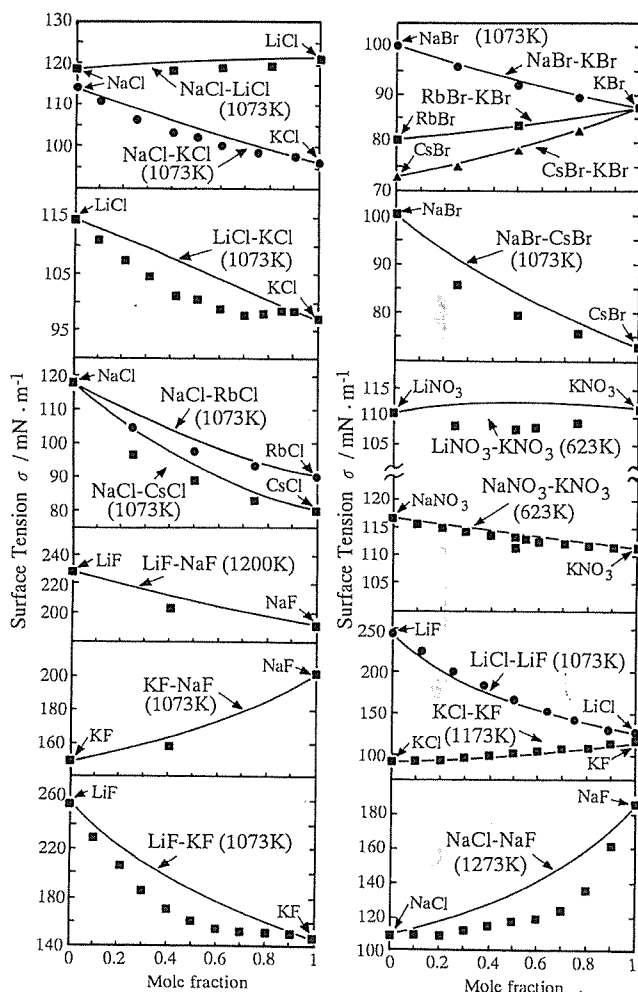 Surface Tension σ / mN · m⁻¹
130
120
110
100
LiCl
NaCl
NaCl-LiCl
(1073K)
NaCl-KCl
(1073K)
KCl
115
105
95
LiCl
LiCl-KCl
(1073K)
KCl
120
100
90
80
NaCl
NaCl-RbCl
(1073K)
RbCl
NaCl-CsCl
(1073K)
CsCl
240
220
200
LiF
LiF-NaF (1200K)
NaF
200
180
160
NaF
KF-NaF
(1073K)
KF
260
220
180
140
LiF
LiF-KF (1073K)
KF
0 0.2 0.4 0.6 0.8 1
Mole fraction
Surface Tension σ / mN · m⁻¹
100
90
80
70
NaBr
(1073K)
NaBr-KBr
KBr
RbBr-KBr
RbBr
CsBr
CsBr-KBr
100
90
80
NaBr
NaBr-CsBr
(1073K)
CsBr
115
110
105
LiNO₃
KNO₃
LiNO₃-KNO₃ (623K)
120
115
110
NaNO₃-KNO₃
(623K)
NaNO₃
KNO₃
250
200
150
100
LiF
LiCl-LiF (1073K)
LiCl
KCl-KF
(1173K)
KCl
KF
180
160
140
120
100
NaF
NaCl-NaF
(1273K)
NaCl
0 0.2 0.4 0.6 0.8 1
Mole fraction